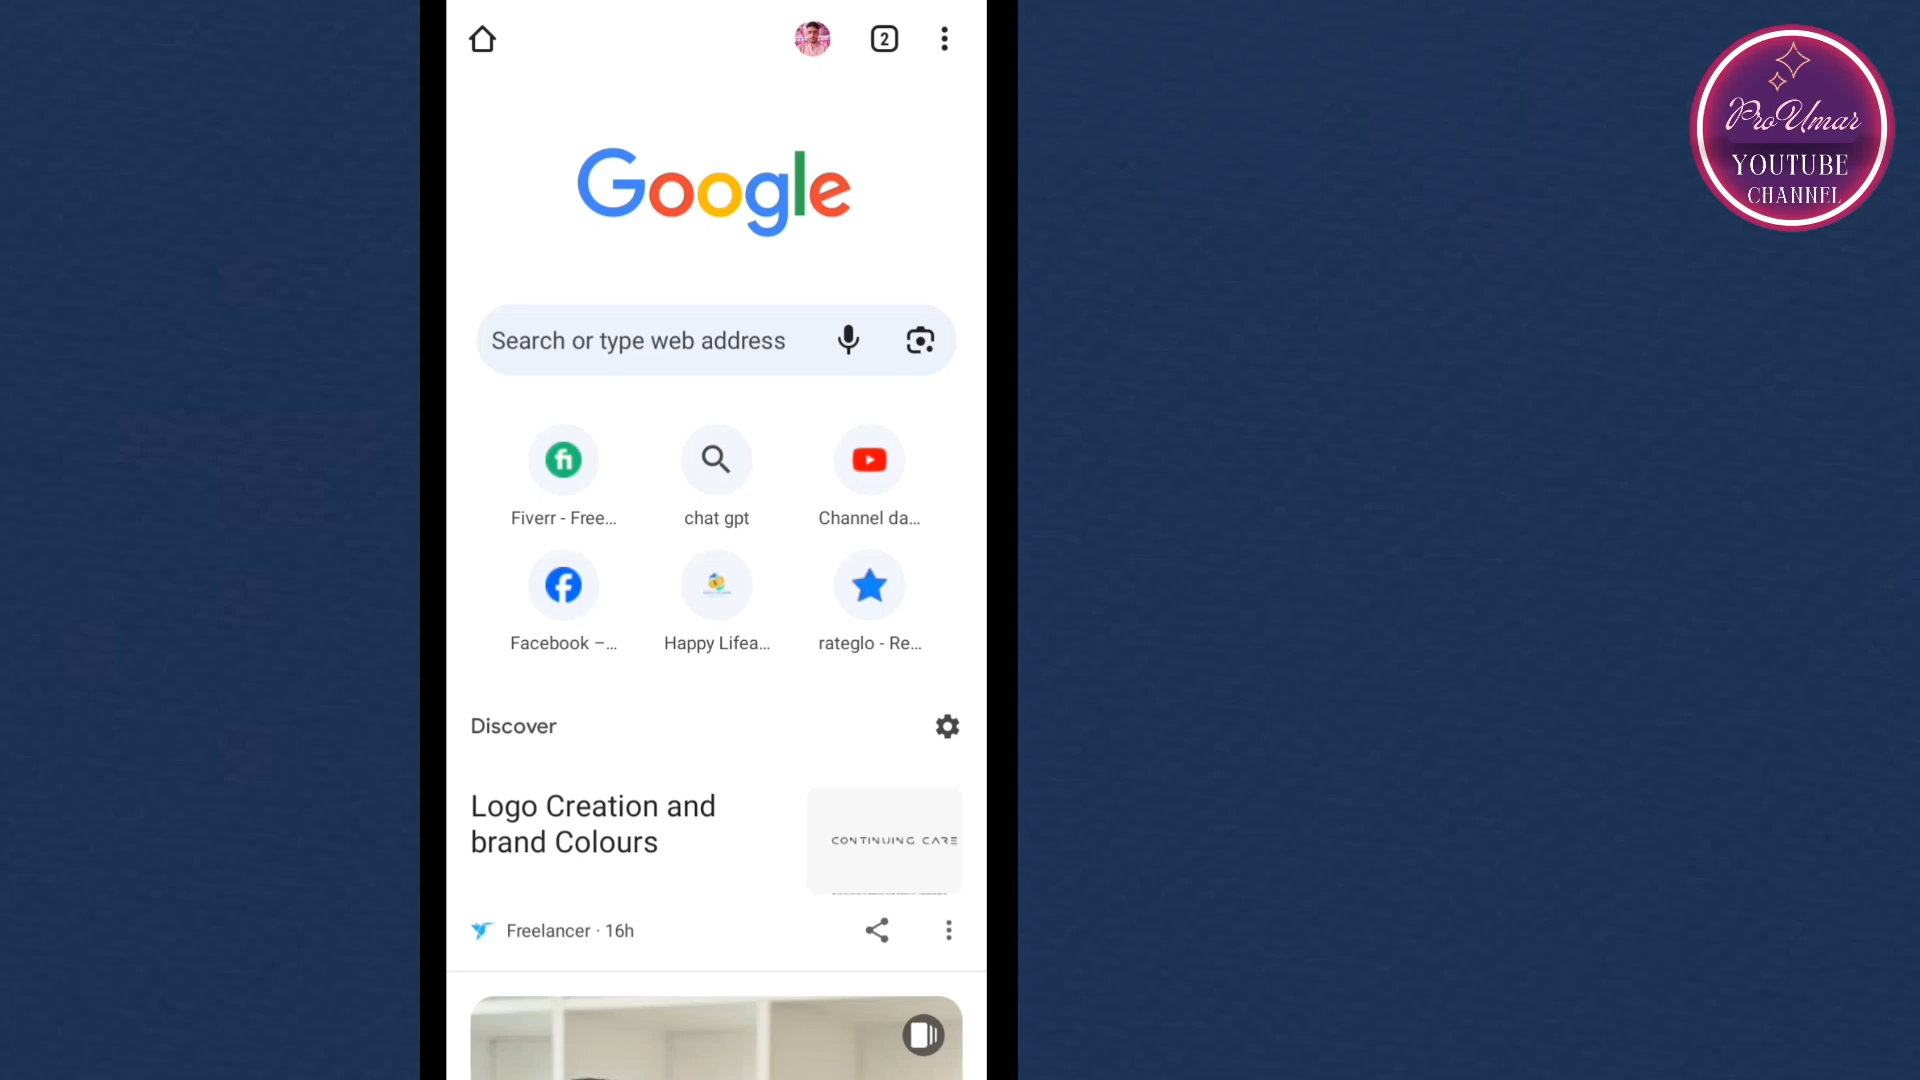 2
ProUmar
YOUTUBE
CHANNEL
Google
Search or type web address
Fiverr - Free...
chat gpt
Channel da...
Facebook –...
Happy Lifea...
rateglo - Re...
Discover
Logo Creation and
brand Colours
CONTINUING CARE
Freelancer · 16h